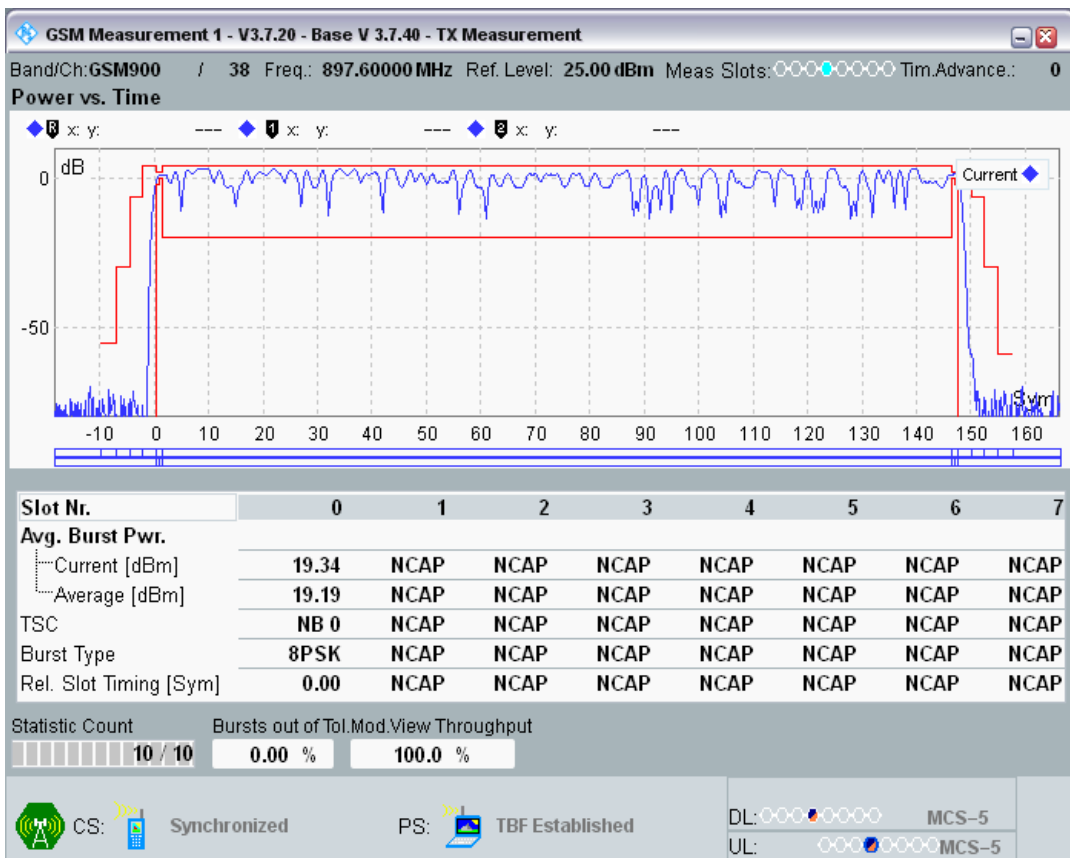 GSM Measurement 1 - V3.7.20 - Base V 3.7.40 - TX Measurement
Band/Ch:GSM900 / 38 Freq.: 897.60000 MHz Ref. Level: 25.00 dBm Meas Slots: Tim.Advance.: 0
Power vs. Time
R x: y: --- 1 x: y: --- 2 x: y: ---
dB
Current
0
-50
Sym
-10 0 10 20 30 40 50 60 70 80 90 100 110 120 130 140 150 160
Slot Nr. 0 1 2 3 4 5 6 7
Avg. Burst Pwr.
Current [dBm] 19.34 NCAP NCAP NCAP NCAP NCAP NCAP NCAP
Average [dBm] 19.19 NCAP NCAP NCAP NCAP NCAP NCAP NCAP
TSC NB 0 NCAP NCAP NCAP NCAP NCAP NCAP NCAP
Burst Type 8PSK NCAP NCAP NCAP NCAP NCAP NCAP NCAP
Rel. Slot Timing [Sym] 0.00 NCAP NCAP NCAP NCAP NCAP NCAP NCAP
Statistic Count Bursts out of Tol. Mod.View Throughput
10 / 10 0.00 % 100.0 %
CS: Synchronized PS: TBF Established DL: MCS-5
UL: MCS-5